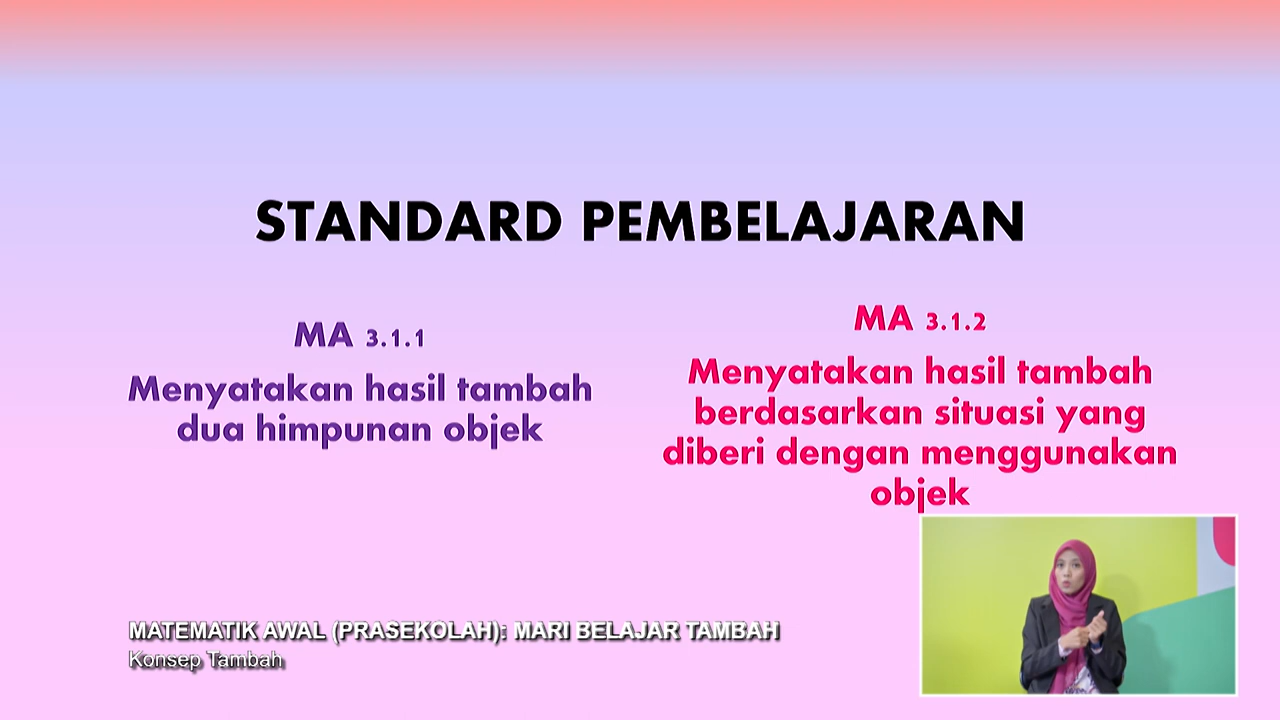 STANDARD PEMBELAJARAN
MA 3.1.1
Menyatakan hasil tambah
dua himpunan objek
MA 3.1.2
Menyatakan hasil tambah
berdasarkan situasi yang
diberi dengan menggunakan
objek
MATEMATIK AWAL (PRASEKOLAH): MARI BELAJAR TAMBAH
Konsep Tambah